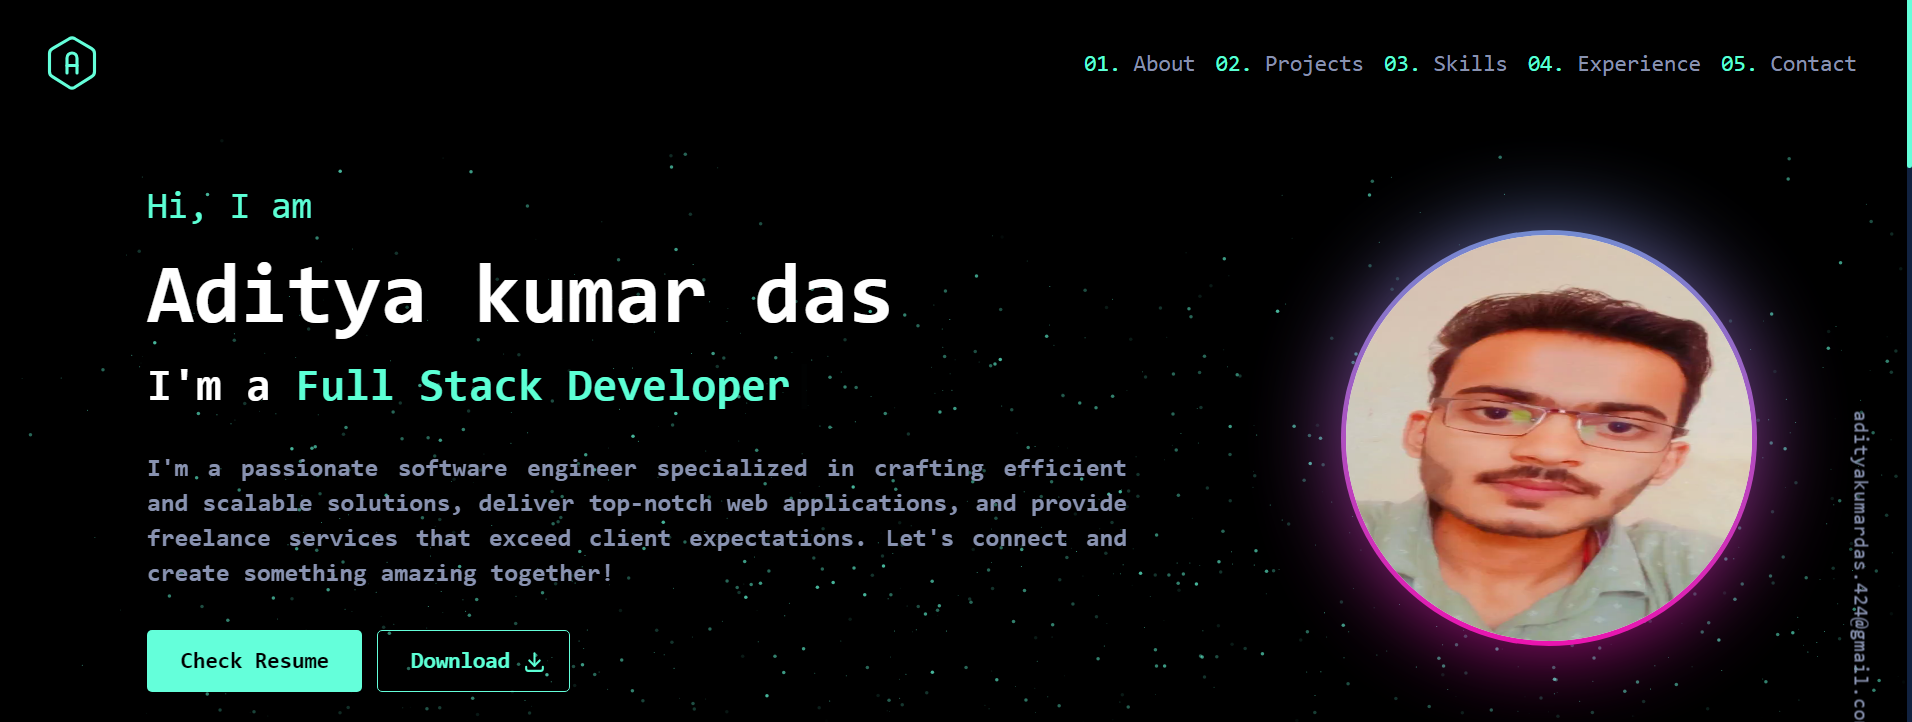 A
01. About 02. Projects 03. Skills 04. Experience 05. Contact
Hi, I am
Aditya kumar das
I'm a Full Stack Developer
I'm a passionate software engineer specialized in crafting efficient
and scalable solutions, deliver top-notch web applications, and provide
freelance services that exceed client expectations. Let's connect and
create something amazing together!
Check Resume
Download
adityakumardas.424@gmail.co